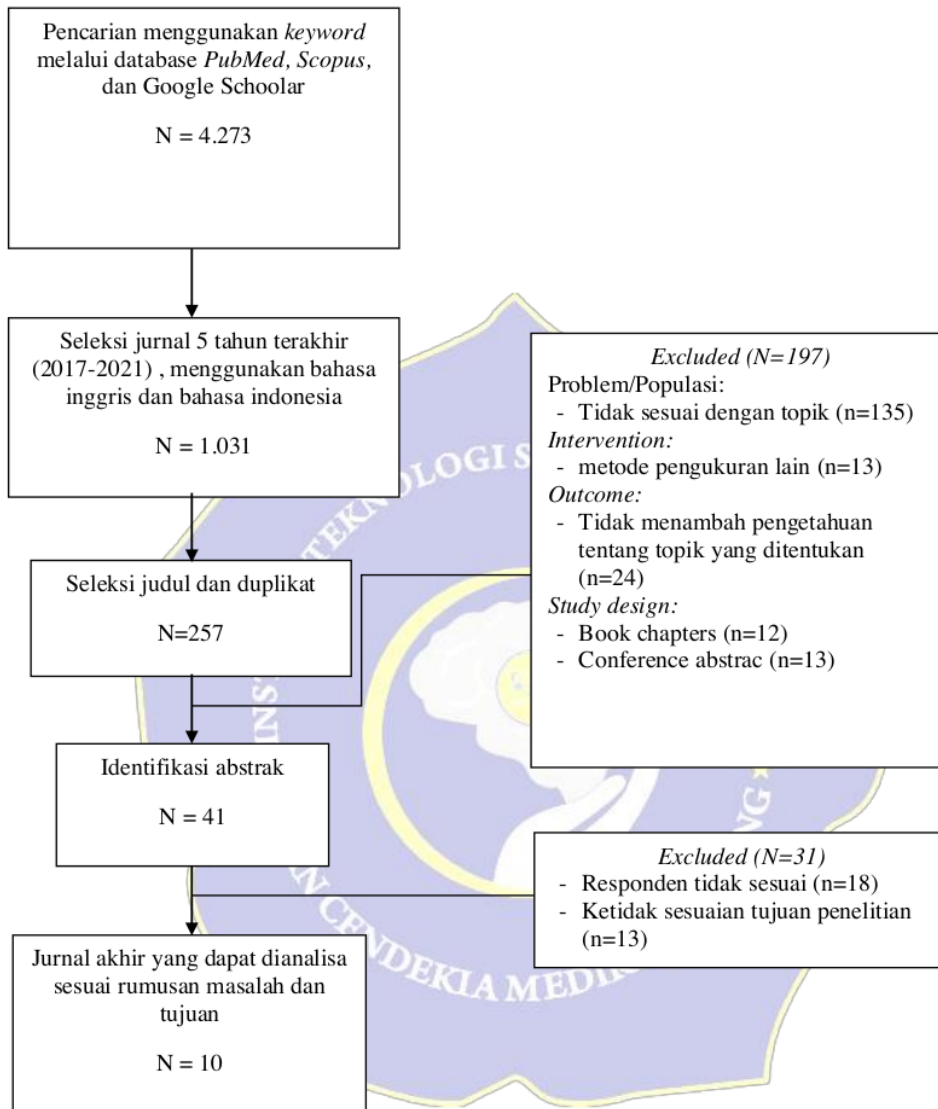 Pencarian menggunakan keyword
melalui database PubMed, Scopus,
dan Google Schoolar
N = 4.273
Seleksi jurnal 5 tahun terakhir
(2017-2021) , menggunakan bahasa
inggris dan bahasa indonesia
N = 1.031
Seleksi judul dan duplikat
N=257
Excluded (N=197)
Problem/Populasi:
- Tidak sesuai dengan topik (n=135)
Intervention:
- metode pengukuran lain (n=13)
Outcome:
- Tidak menambah pengetahuan
tentang topik yang ditentukan
(n=24)
Study design:
- Book chapters (n=12)
- Conference abstrac (n=13)
Identifikasi abstrak
N = 41
Excluded (N=31)
- Responden tidak sesuai (n=18)
- Ketidak sesuaian tujuan penelitian
(n=13)
Jurnal akhir yang dapat dianalisa
sesuai rumusan masalah dan
tujuan
N = 10
TEKNOLOGI
CENDEKIA